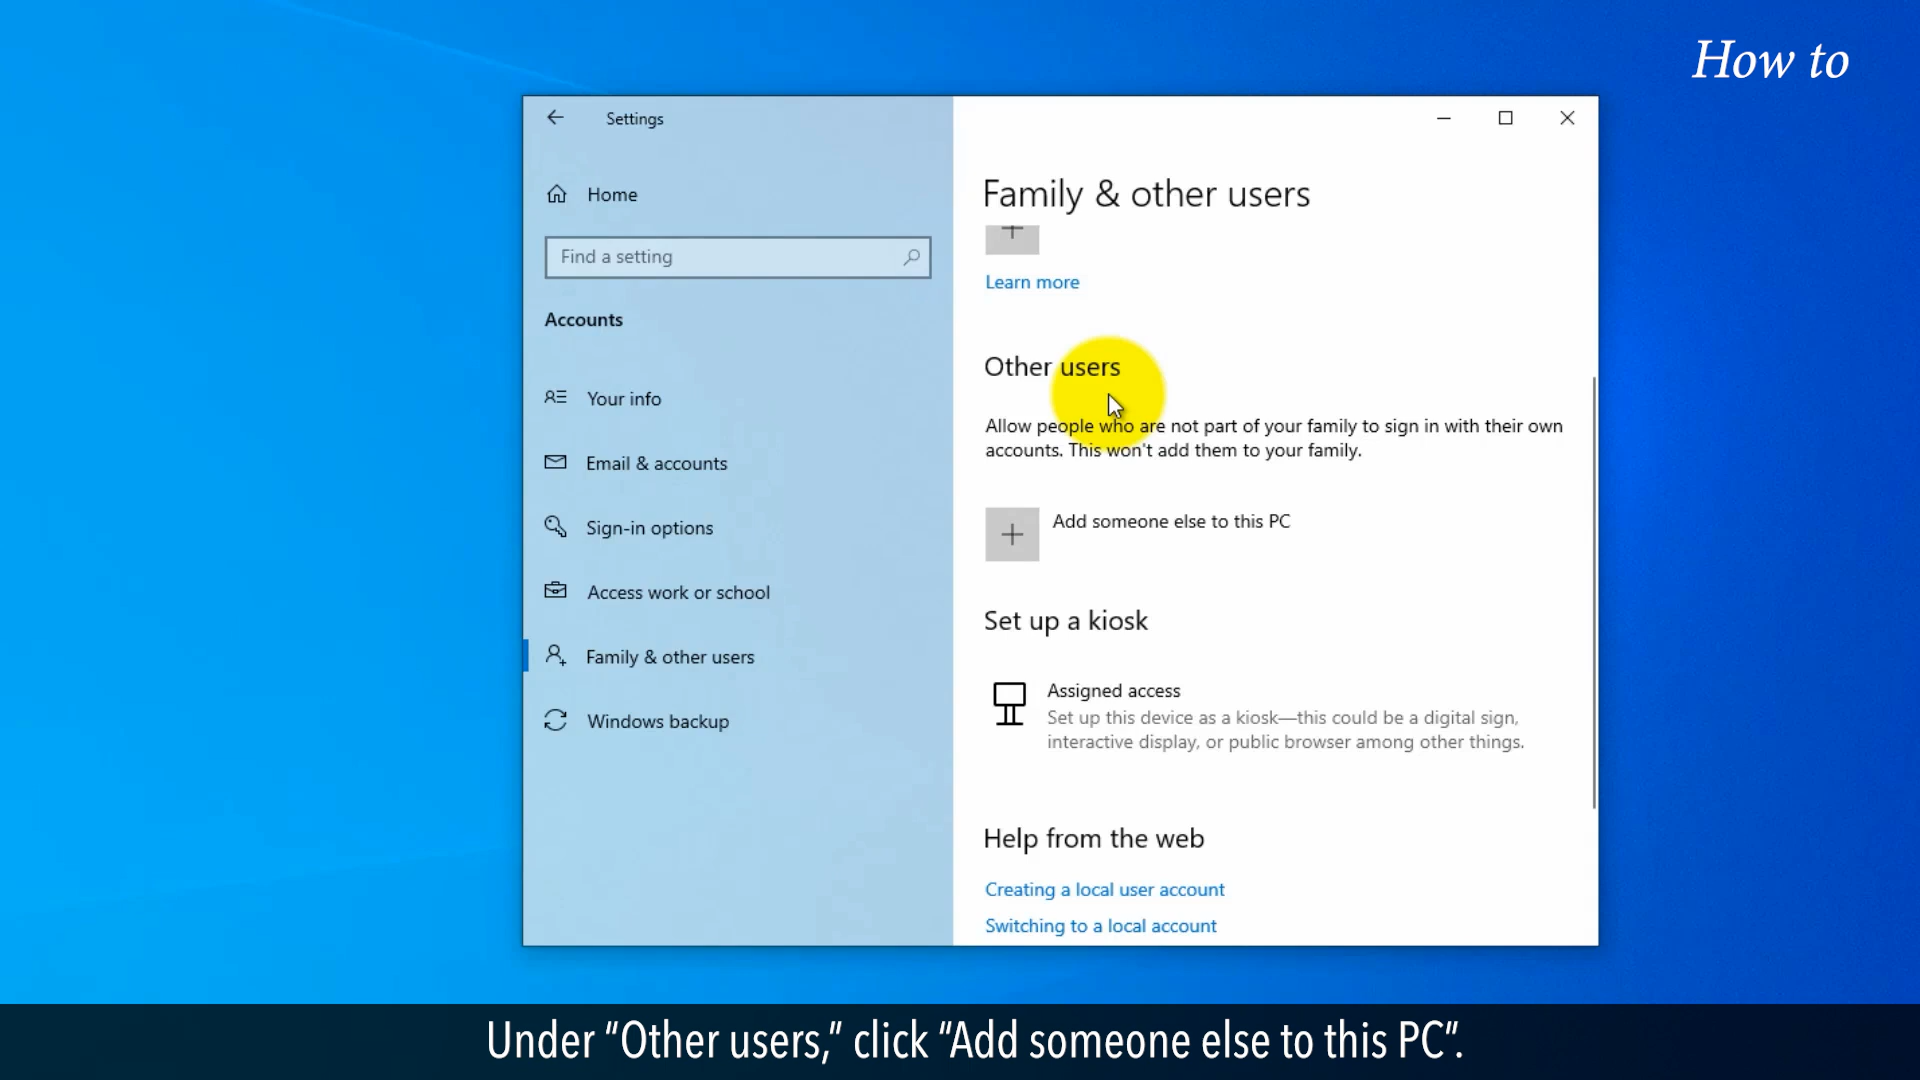 How to
Settings
Home
Find a setting
Accounts
Your info
Email & accounts
Sign-in options
Access work or school
Family & other users
Windows backup
Family & other users
Learn more
Other users
Allow people who are not part of your family to sign in with their own
accounts. This won't add them to your family.
Add someone else to this PC
Set up a kiosk
Assigned access
Set up this device as a kiosk—this could be a digital sign,
interactive display, or public browser among other things.
Help from the web
Creating a local user account
Switching to a local account
Under “Other users,” click “Add someone else to this PC”.